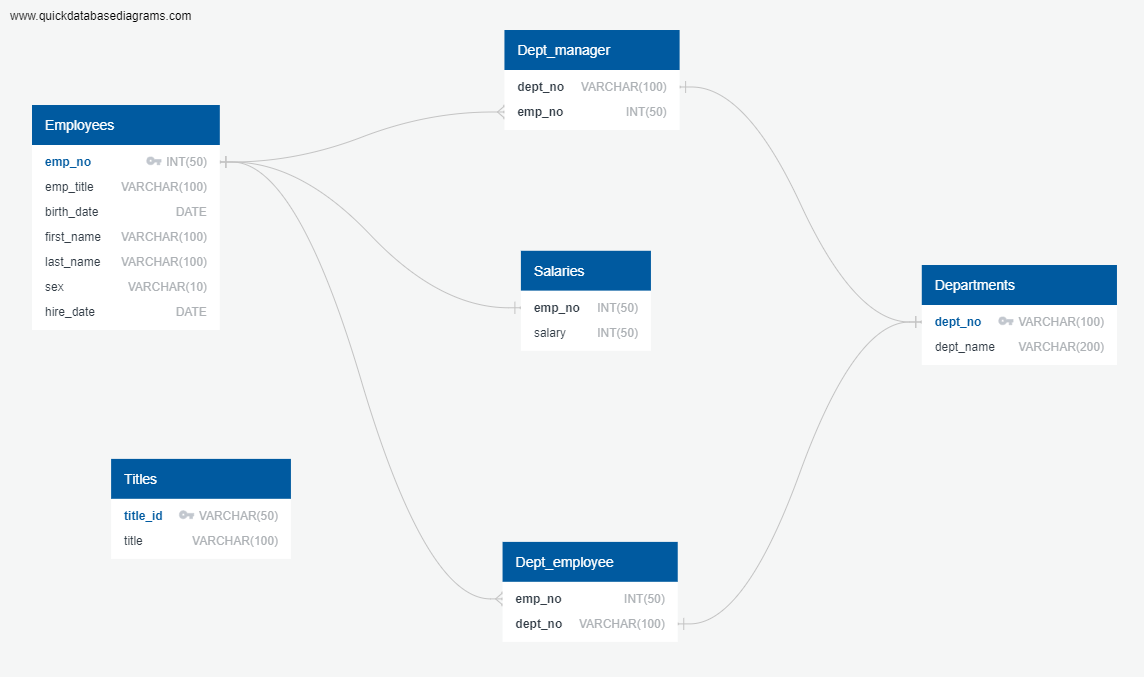 www.quickdatabasediagrams.com
Dept_manager
dept_no VARCHAR(100)
emp_no INT(50)
Employees
emp_no INT(50)
emp_title VARCHAR(100)
birth_date DATE
first_name VARCHAR(100)
last_name VARCHAR(100)
sex VARCHAR(10)
hire_date DATE
Salaries
emp_no INT(50)
salary INT(50)
Departments
dept_no VARCHAR(100)
dept_name VARCHAR(200)
Titles
title_id VARCHAR(50)
title VARCHAR(100)
Dept_employee
emp_no INT(50)
dept_no VARCHAR(100)